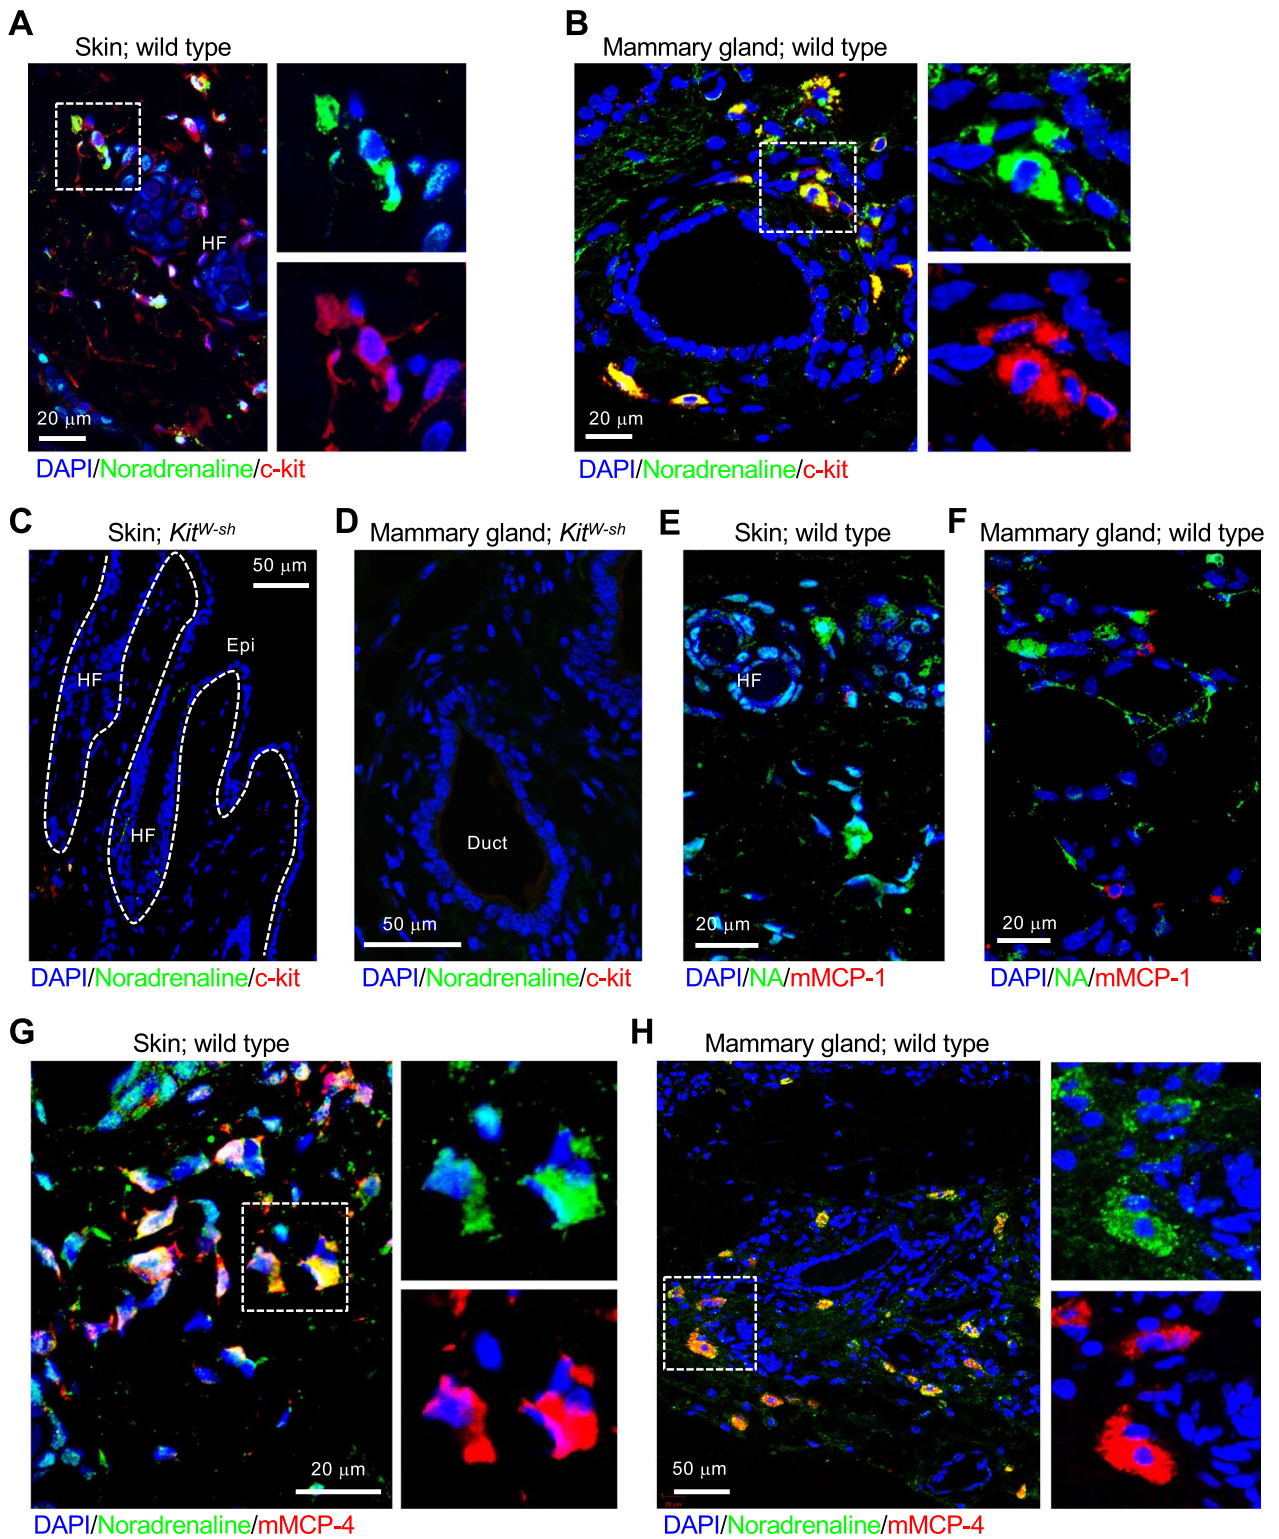 A
Skin; wild type
HF
20 μm
DAPI/Noradrenaline/c-kit
B
Mammary gland; wild type
20 μm
DAPI/Noradrenaline/c-kit
C
Skin; KitW-sh
50 μm
Epi
HF
HF
DAPI/Noradrenaline/c-kit
D
Mammary gland; KitW-sh
Duct
50 μm
DAPI/Noradrenaline/c-kit
E
Skin; wild type
HF
20 μm
DAPI/NA/mMCP-1
F
Mammary gland; wild type
20 μm
DAPI/NA/mMCP-1
G
Skin; wild type
20 μm
DAPI/Noradrenaline/mMCP-4
H
Mammary gland; wild type
50 μm
DAPI/Noradrenaline/mMCP-4